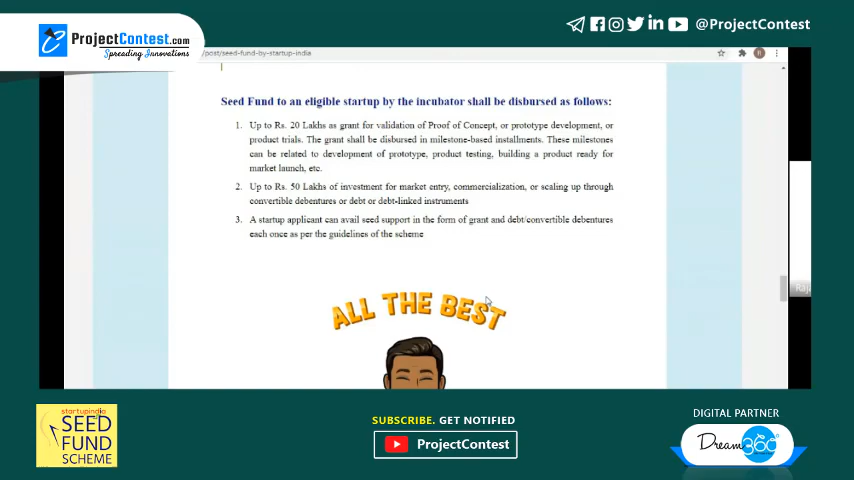 ProjectContest.com
Spreading Innovations
@ProjectContest
/post/seed-fund-by-startup-india
R
Seed Fund to an eligible startup by the incubator shall be disbursed as follows:
1. Up to Rs. 20 Lakhs as grant for validation of Proof of Concept, or prototype development, or
product trials. The grant shall be disbursed in milestone-based installments. These milestones
can be related to development of prototype, product testing, building a product ready for
market launch, etc.
2. Up to Rs. 50 Lakhs of investment for market entry, commercialization, or scaling up through
convertible debentures or debt or debt-linked instruments
3. A startup applicant can avail seed support in the form of grant and debt/convertible debentures
each once as per the guidelines of the scheme
ALL THE BEST
startupindia
SEED
FUND
SCHEME
SUBSCRIBE. GET NOTIFIED
ProjectContest
DIGITAL PARTNER
Dream360°